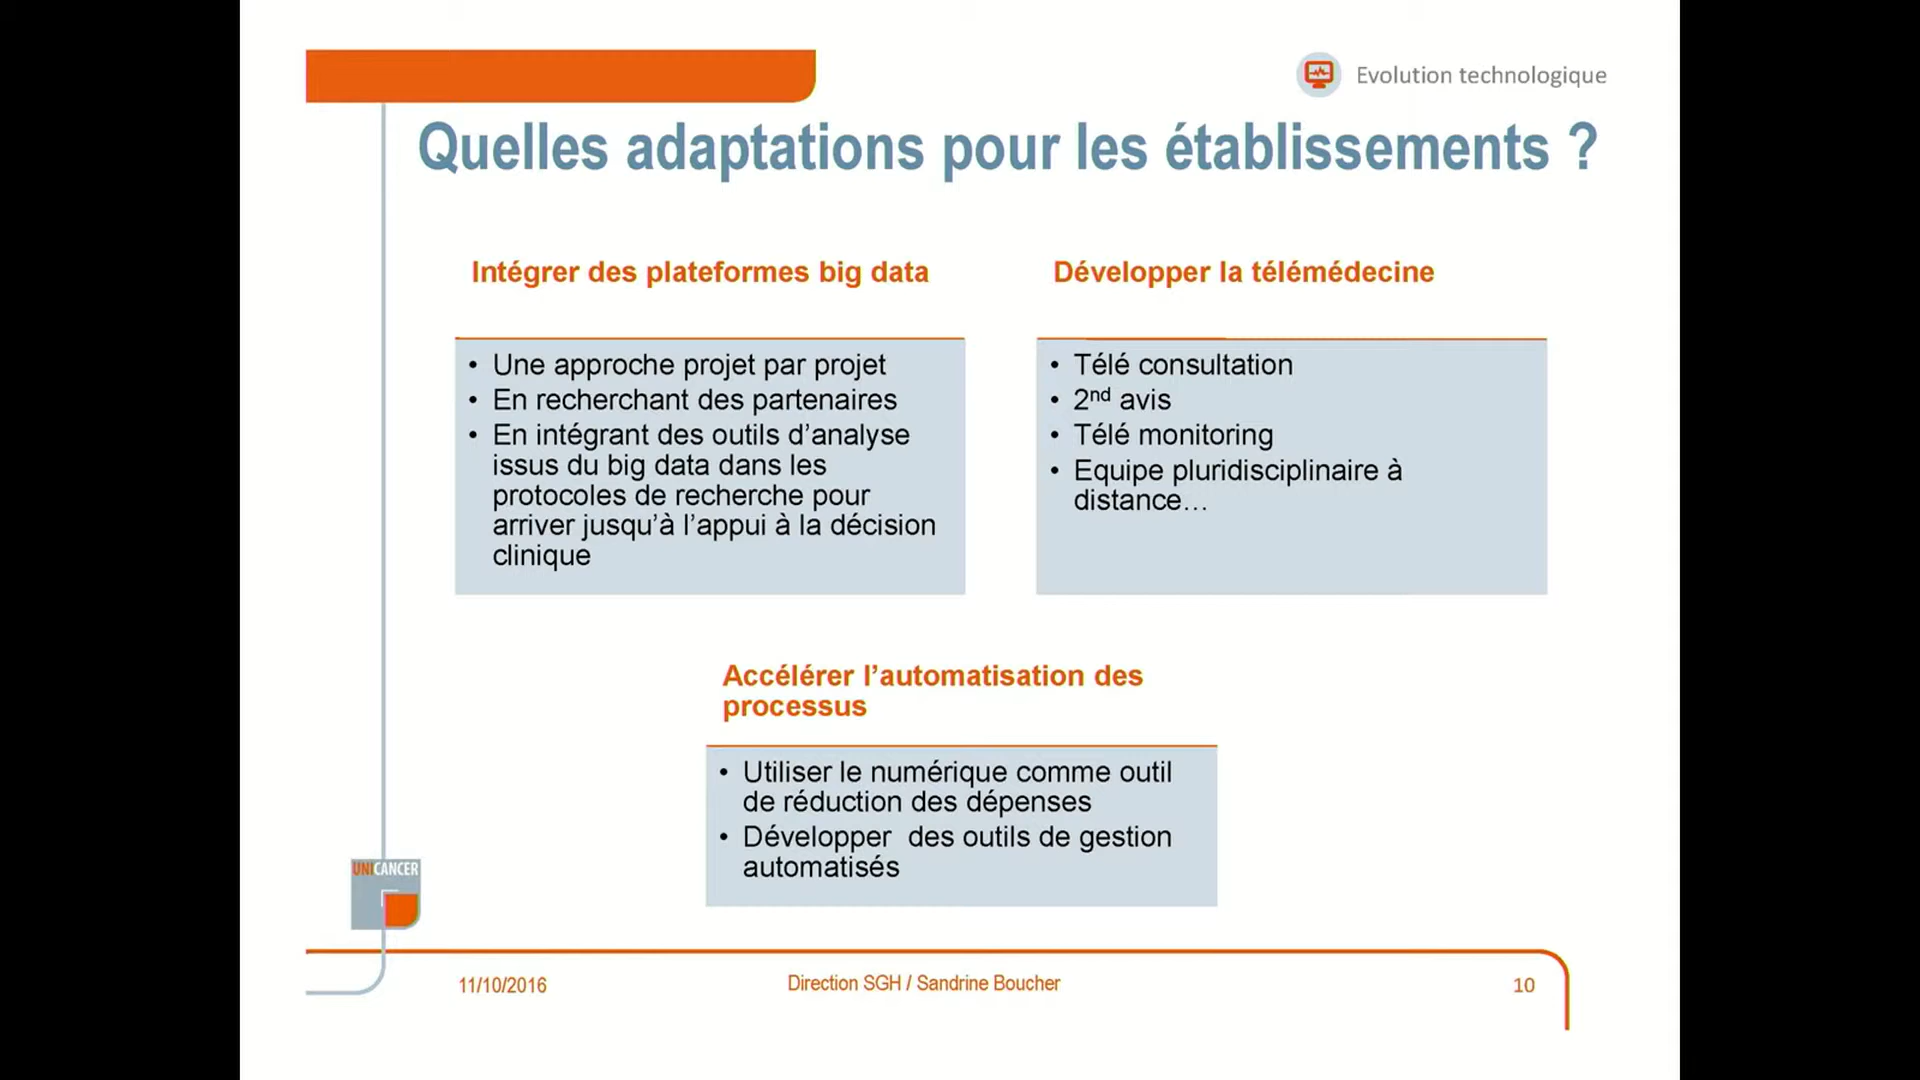 Evolution technologique
Quelles adaptations pour les établissements ?
Intégrer des plateformes big data
• Une approche projet par projet
• En recherchant des partenaires
• En intégrant des outils d’analyse
issus du big data dans les
protocoles de recherche pour
arriver jusqu’à l’appui à la décision
clinique
Développer la télémédecine
• Télé consultation
• 2nd avis
• Télé monitoring
• Equipe pluridisciplinaire à
distance…
Accélérer l’automatisation des
processus
• Utiliser le numérique comme outil
de réduction des dépenses
• Développer  des outils de gestion
automatisés
UNICANCER
11/10/2016
Direction SGH / Sandrine Boucher
10